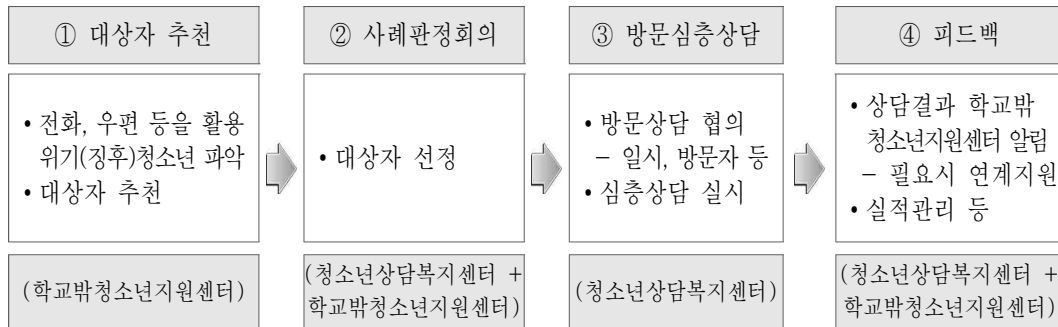 ① 대상자 추천
• 전화, 우편 등을 활용
위기(징후)청소년 파악
• 대상자 추천
(학교밖청소년지원센터)
② 사례판정회의
• 대상자 선정
(청소년상담복지센터 +
학교밖청소년지원센터)
③ 방문심층상담
• 방문상담 협의
− 일시, 방문자 등
• 심층상담 실시
(청소년상담복지센터)
④ 피드백
• 상담결과 학교밖
청소년지원센터 알림
− 필요시 연계지원
• 실적관리 등
(청소년상담복지센터 +
학교밖청소년지원센터)